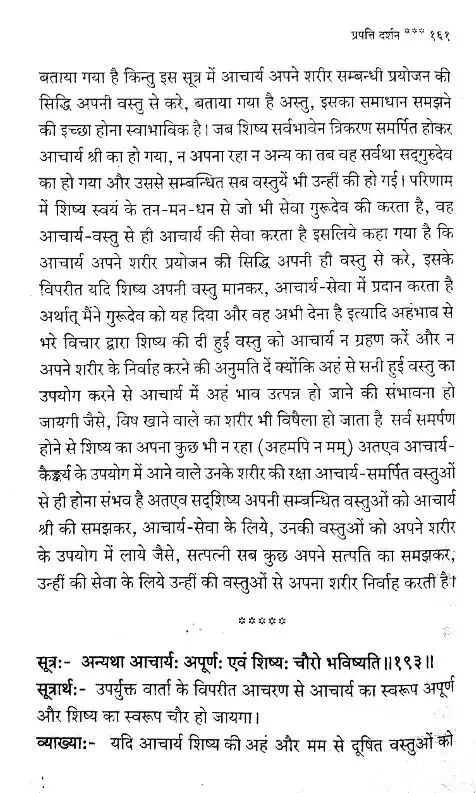 प्रपत्ति दर्शन *** १६१
बताया गया है किन्तु इस सूत्र में आचार्य अपने शरीर सम्बन्धी प्रयोजन की
सिद्धि अपनी वस्तु से करे, बताया गया है अस्तु, इसका समाधान समझने
की इच्छा होना स्वाभाविक है। जब शिष्य सर्वभावेन त्रिकरण समर्पित होकर
आचार्य श्री का हो गया, न अपना रहा न अन्य का तब वह सर्वथा सद्‌गुरुदेव
का हो गया और उससे सम्बन्धित सब वस्तुयें भी उन्हीं की हो गई। परिणाम
में शिष्य स्वयं के तन-मन-धन से जो भी सेवा गुरूदेव की करता है, वह
आचार्य-वस्तु से ही आचार्य की सेवा करता है इसलिये कहा गया है कि
आचार्य अपने शरीर प्रयोजन की सिद्धि अपनी ही वस्तु से करे, इसके
विपरीत यदि शिष्य अपनी वस्तु मानकर, आचार्य-सेवा में प्रदान करता है
अर्थात् मैंने गुरूदेव को यह दिया और वह अभी देना है इत्यादि अहंभाव से
भरे विचार द्वारा शिष्य की दी हुई वस्तु को आचार्य न ग्रहण करें और न
अपने शरीर के निर्वाह करने की अनुमति दें क्योंकि अहं से सनी हुई वस्तु का
उपयोग करने से आचार्य में अहं भाव उत्पन्न हो जाने की संभावना हो
जायगी जैसे, विष खाने वाले का शरीर भी विषैला हो जाता है सर्व समर्पण
होने से शिष्य का अपना कुछ भी न रहा (अहमपि न मम्) अतएव आचार्य-
कैङ्कर्य के उपयोग में आने वाले उनके शरीर की रक्षा आचार्य-समर्पित वस्तुओं
से ही होना संभव है अतएव सद्‌शिष्य अपनी सम्बन्धित वस्तुओं को आचार्य
श्री की समझकर, आचार्य-सेवा के लिये, उनकी वस्तुओं को अपने शरीर
के उपयोग में लाये जैसे, सत्पत्नी सब कुछ अपने सत्पति का समझकर,
उन्हीं की सेवा के लिये उन्हीं की वस्तुओं से अपना शरीर निर्वाह करती है।
*****
सूत्र:- अन्यथा आचार्य: अपूर्ण: एवं शिष्य: चौरो भविष्यति॥१९३॥
सूत्रार्थ:- उपर्युक्त वार्ता के विपरीत आचरण से आचार्य का स्वरूप अपूर्ण
और शिष्य का स्वरूप चौर हो जायगा।
व्याख्या:- यदि आचार्य शिष्य की अहं और मम से दूषित वस्तुओं को